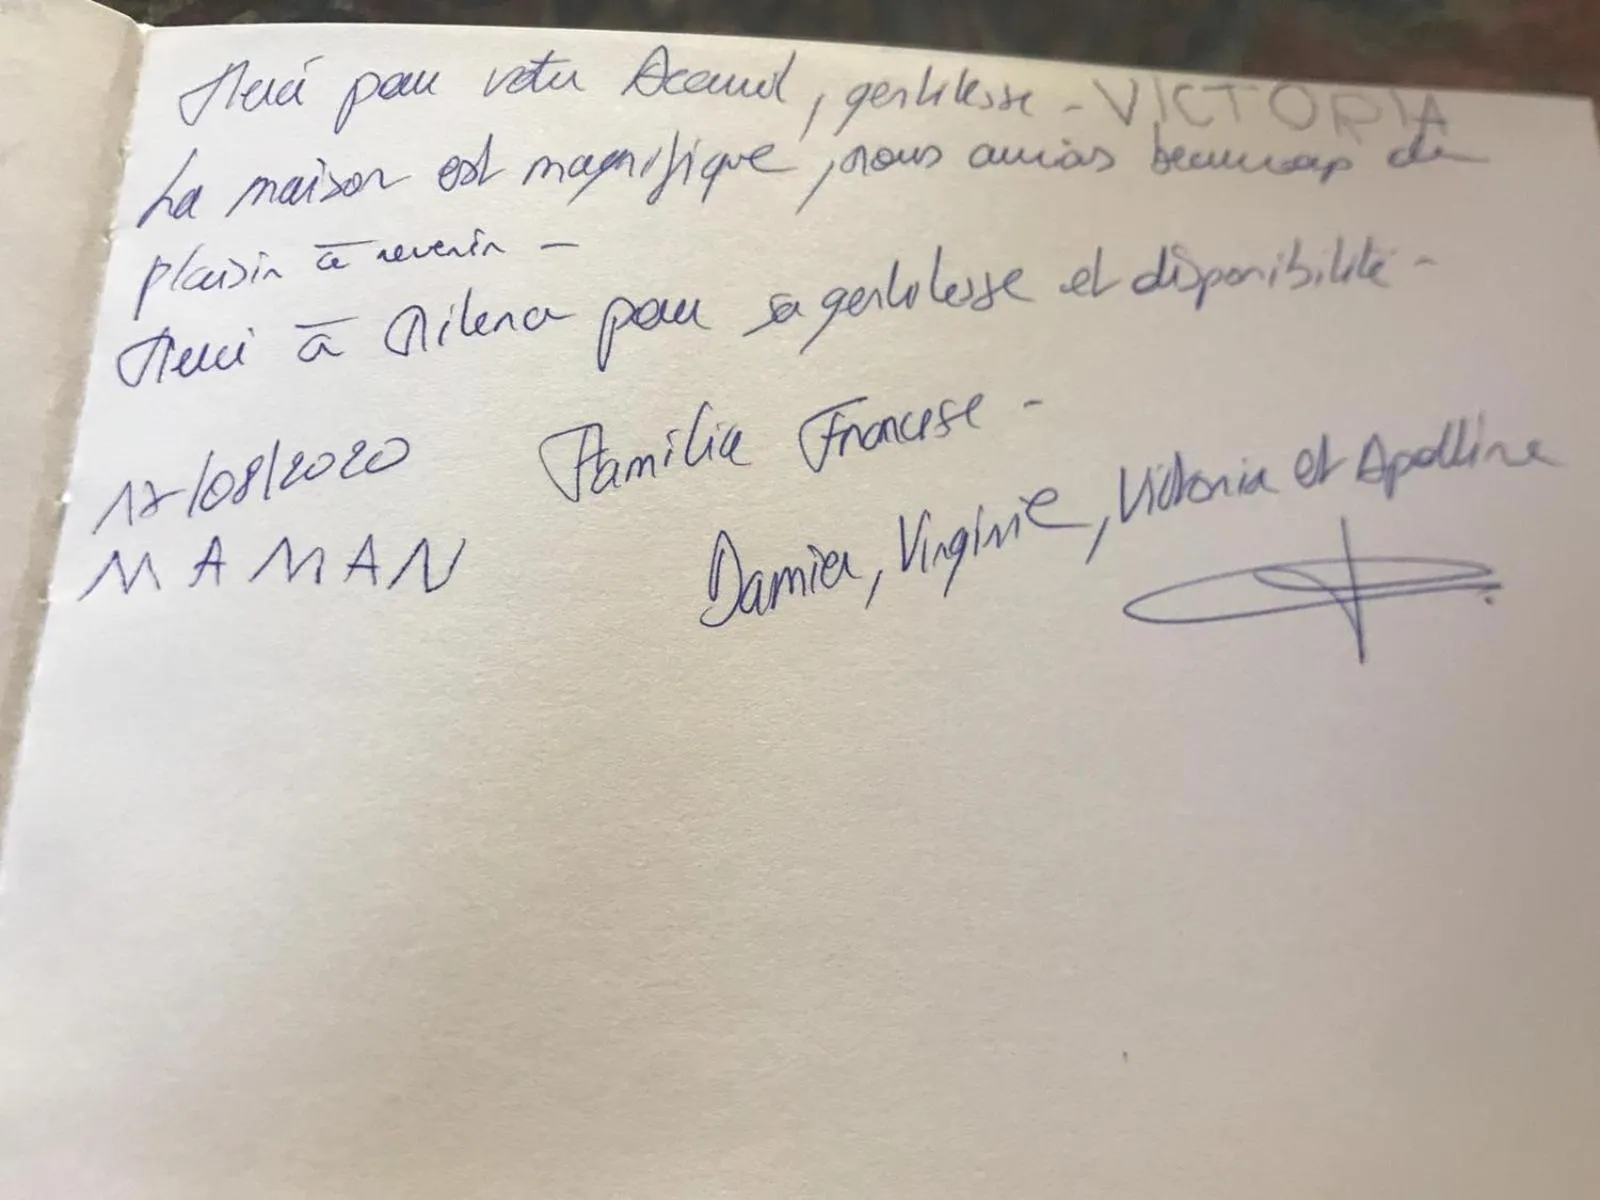 Merci pour votre Accueil, gentillesse - VICTORIA
La maison est magnifique, nous aurions beaucoup de
plaisir à revenir -
Merci à Milena pour sa gentillesse et disponibilité -
Familia Francese -
17/08/2020
Damien, Virginie, Victoria et Apolline
MAMAN